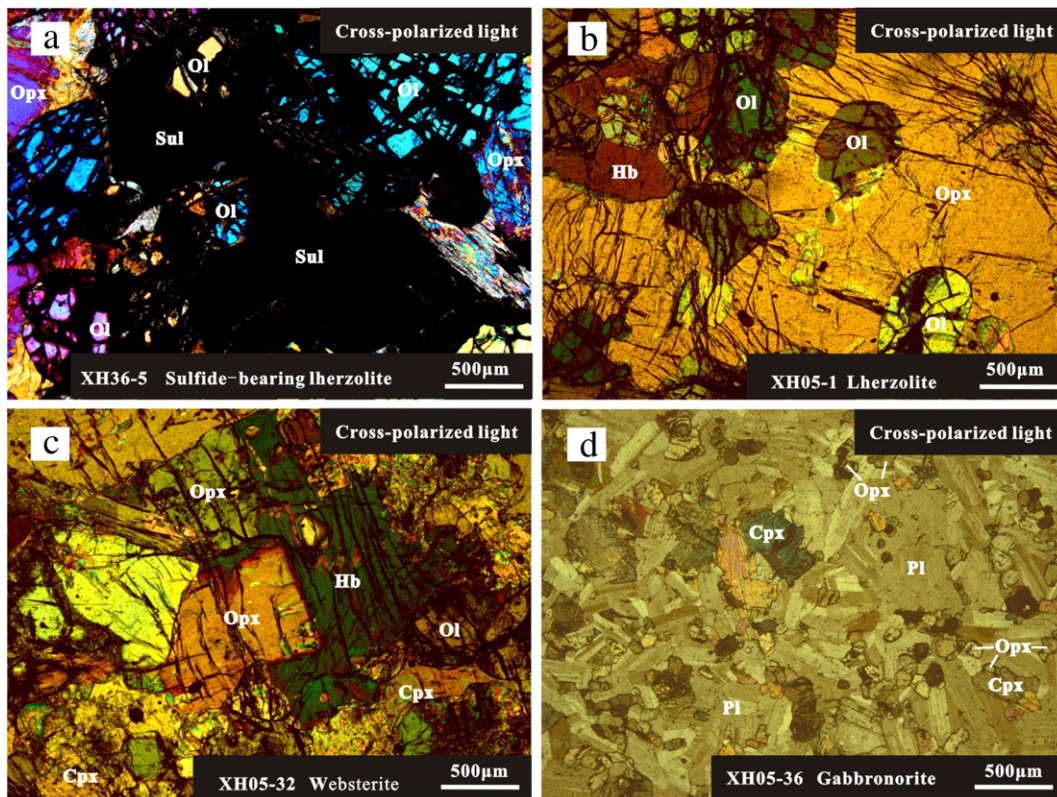 a
Cross-polarized light
Ol
Opx
Ol
Sul
Opx
Ol
Sul
Ol
XH36-5 Sulfide-bearing lherzolite
500μm
b
Cross-polarized light
Ol
Ol
Hb
Opx
Ol
XH05-1 Lherzolite
500μm
c
Cross-polarized light
Opx
Hb
Opx
Ol
Cpx
Cpx
XH05-32 Websterite
500μm
d
Cross-polarized light
Opx
Cpx
Pl
Opx
Cpx
Pl
XH05-36 Gabbronorite
500μm